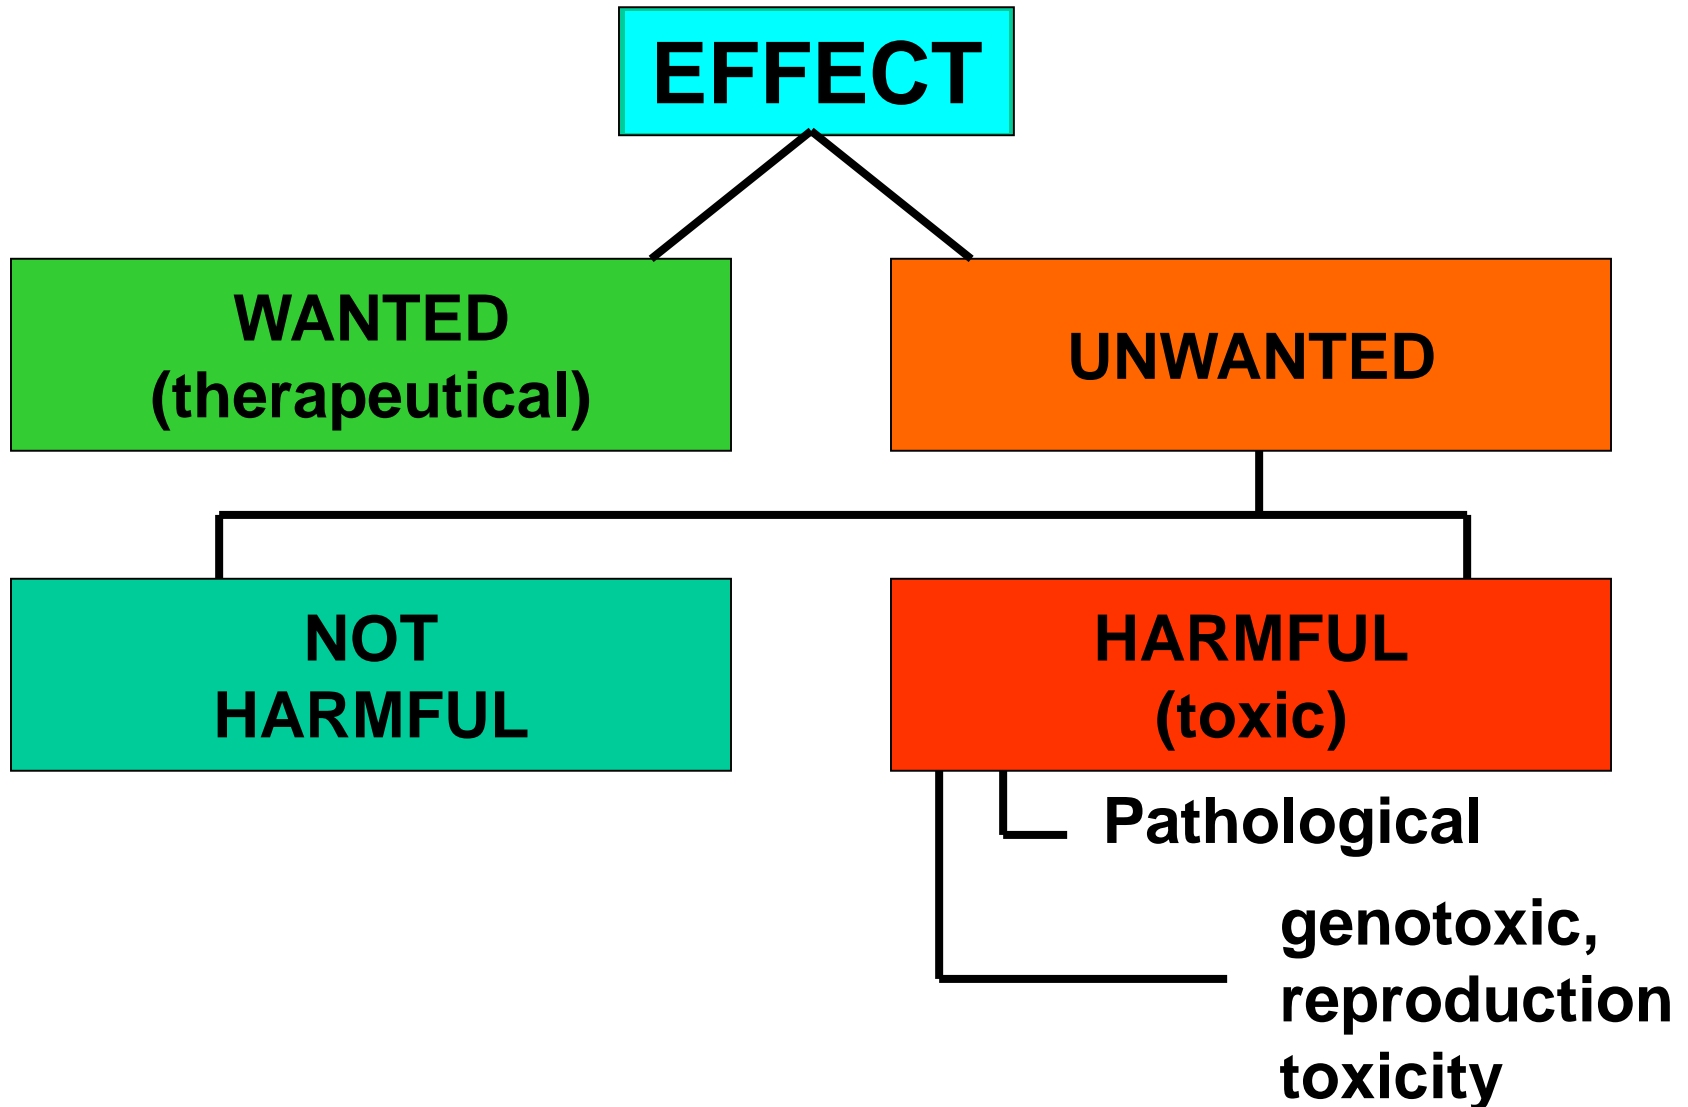 EFFECT
WANTED
(therapeutical)
UNWANTED
NOT
HARMFUL
HARMFUL
(toxic)
Pathological
genotoxic,
reproduction
toxicity